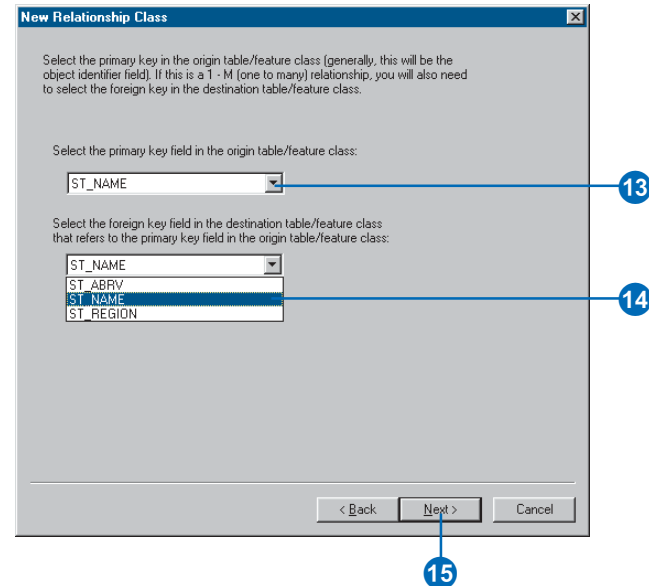 New Relationship Class
Select the primary key in the origin table/feature class (generally, this will be the
object identifier field). If this is a 1 - M (one to many) relationship, you will also need
to select the foreign key in the destination table/feature class.
Select the primary key field in the origin table/feature class:
ST_NAME
13
Select the foreign key field in the destination table/feature class
that refers to the primary key field in the origin table/feature class:
ST_NAME
ST_ABRV
ST_NAME
14
ST_REGION
< Back
Next >
Cancel
15